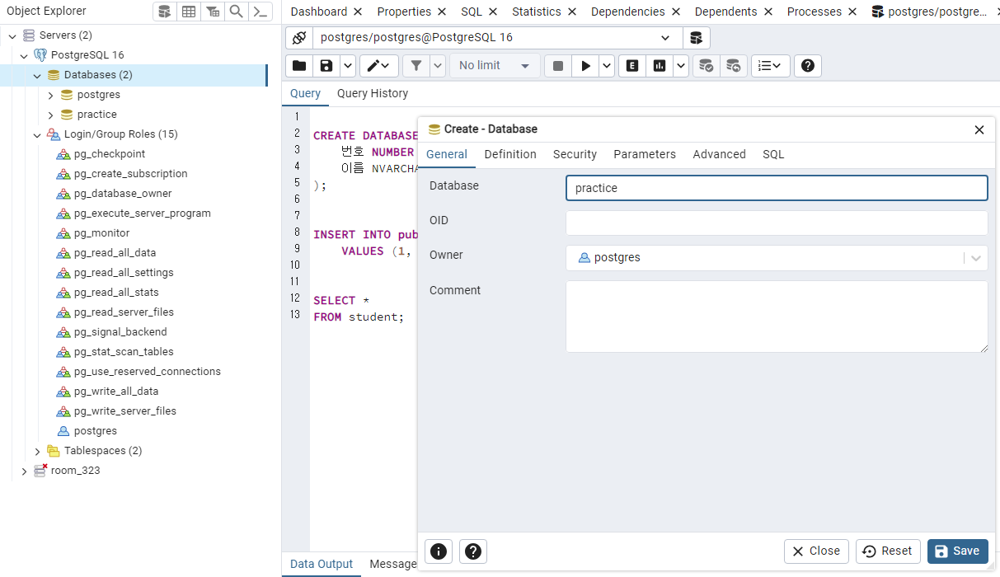 Object Explorer
Servers (2)
PostgreSQL 16
Databases (2)
postgres
practice
Login/Group Roles (15)
pg_checkpoint
pg_create_subscription
pg_database_owner
pg_execute_server_program
pg_monitor
pg_read_all_data
pg_read_all_settings
pg_read_all_stats
pg_read_server_files
pg_signal_backend
pg_stat_scan_tables
pg_use_reserved_connections
pg_write_all_data
pg_write_server_files
postgres
Tablespaces (2)
room_323
Dashboard Properties SQL Statistics Dependencies Dependents Processes postgres/postgre...
postgres/postgres@PostgreSQL 16
No limit E
Query Query History
1
2 CREATE DATABASE
3 번호 NUMBER
4 이름 NVARCHA
5 );
6
7
8 INSERT INTO pub
9 VALUES (1,
10
11
12 SELECT *
13 FROM student;
Data Output Message
Create - Database
General Definition Security Parameters Advanced SQL
Database practice
OID
Owner postgres
Comment
Close Reset Save